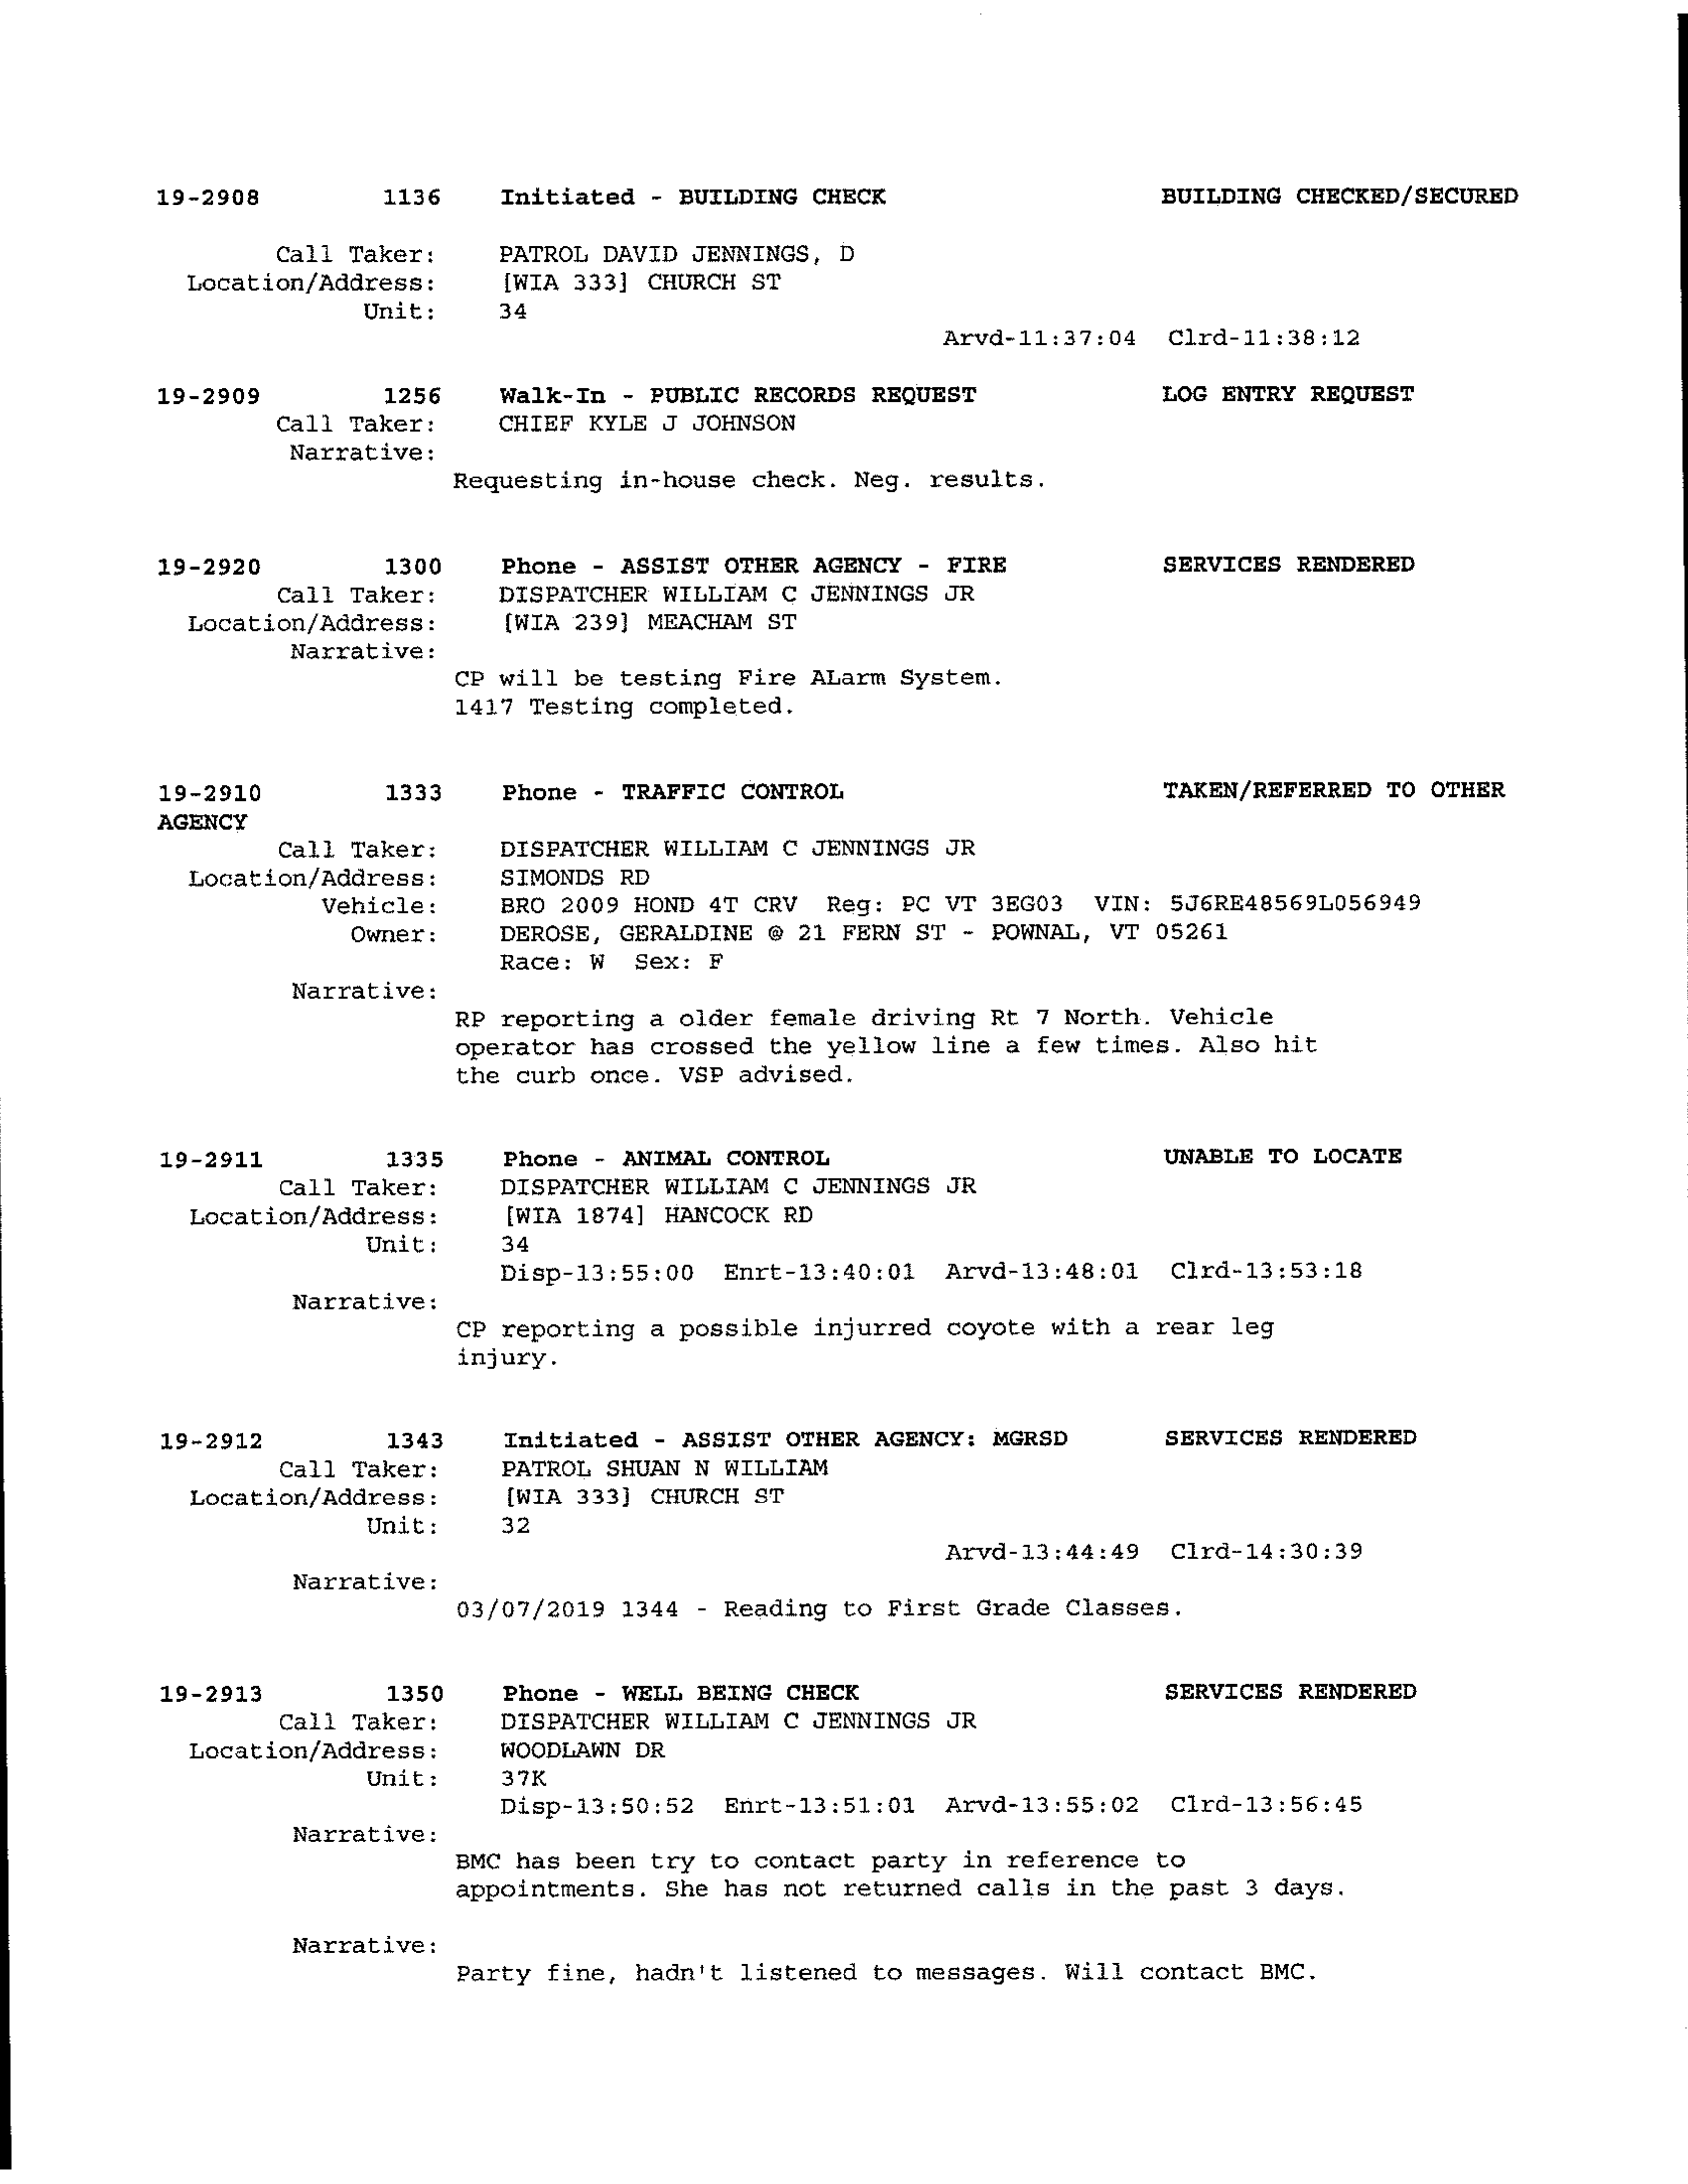 19-2908 1136 Initiated - BUILDING CHECK BUILDING CHECKED/SECURED
Call Taker: PATROL DAVID JENNINGS, D
Location/Address: [WIA 333] CHURCH ST
Unit: 34
Arvd-11:37:04 Clrd-11:38:12
19-2909 1256 Walk-In - PUBLIC RECORDS REQUEST LOG ENTRY REQUEST
Call Taker: CHIEF KYLE J JOHNSON
Narrative:
Requesting in-house check. Neg. results.
19-2920 1300 Phone - ASSIST OTHER AGENCY - FIRE SERVICES RENDERED
Call Taker: DISPATCHER WILLIAM C JENNINGS JR
Location/Address: [WIA 239] MEACHAM ST
Narrative:
CP will be testing Fire ALarm System.
1417 Testing completed.
19-2910 1333 Phone - TRAFFIC CONTROL TAKEN/REFERRED TO OTHER
AGENCY
Call Taker: DISPATCHER WILLIAM C JENNINGS JR
Location/Address: SIMONDS RD
Vehicle: BRO 2009 HOND 4T CRV Reg: PC VT 3EG03 VIN: 5J6RE48569L056949
Owner: DEROSE, GERALDINE @ 21 FERN ST - POWNAL, VT 05261
Race: W Sex: F
Narrative:
RP reporting a older female driving Rt 7 North. Vehicle
operator has crossed the yellow line a few times. Also hit
the curb once. VSP advised.
19-2911 1335 Phone - ANIMAL CONTROL UNABLE TO LOCATE
Call Taker: DISPATCHER WILLIAM C JENNINGS JR
Location/Address: [WIA 1874] HANCOCK RD
Unit: 34
Disp-13:55:00 Enrt-13:40:01 Arvd-13:48:01 Clrd-13:53:18
Narrative:
CP reporting a possible injurred coyote with a rear leg
injury.
19-2912 1343 Initiated - ASSIST OTHER AGENCY: MGRSD SERVICES RENDERED
Call Taker: PATROL SHUAN N WILLIAM
Location/Address: [WIA 333] CHURCH ST
Unit: 32
Arvd-13:44:49 Clrd-14:30:39
Narrative:
03/07/2019 1344 - Reading to First Grade Classes.
19-2913 1350 Phone - WELL BEING CHECK SERVICES RENDERED
Call Taker: DISPATCHER WILLIAM C JENNINGS JR
Location/Address: WOODLAWN DR
Unit: 37K
Disp-13:50:52 Enrt-13:51:01 Arvd-13:55:02 Clrd-13:56:45
Narrative:
BMC has been try to contact party in reference to
appointments. She has not returned calls in the past 3 days.
Narrative:
Party fine, hadn't listened to messages. Will contact BMC.